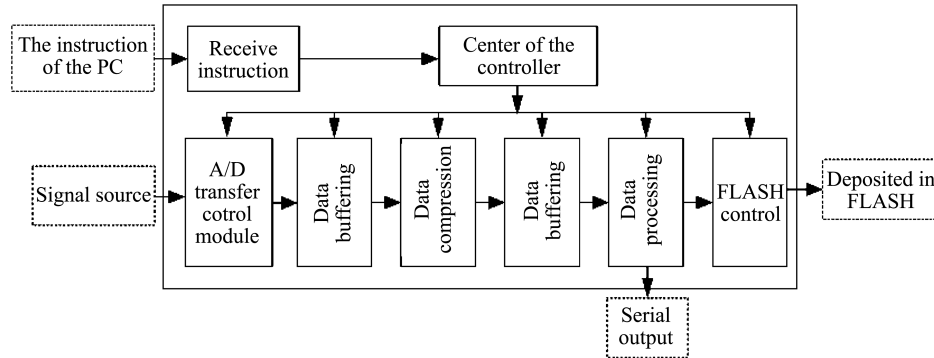 The instruction
of the PC
Receive
instruction
Center of the
controller
Signal source
A/D
transfer
cotrol
module
Data
buffering
Data
compression
Data
buffering
Data
processing
FLASH
control
Deposited in
FLASH
Serial
output